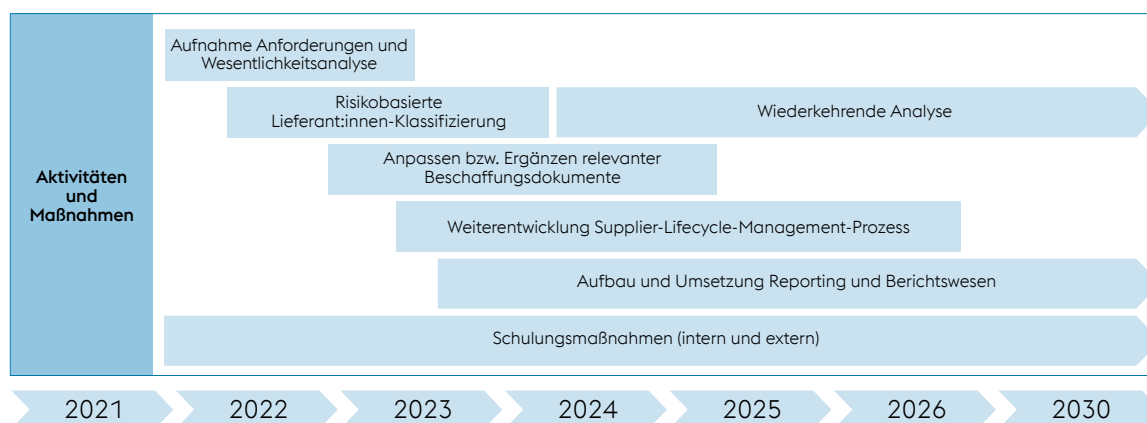 Aufnahme Anforderungen und
Wesentlichkeitsanalyse
Risikobasierte
Lieferant:innen-Klassifizierung
Wiederkehrende Analyse
Anpassen bzw. Ergänzen relevanter
Beschaffungsdokumente
Aktivitäten
und
Maßnahmen
Weiterentwicklung Supplier-Lifecycle-Management-Prozess
Aufbau und Umsetzung Reporting und Berichtswesen
Schulungsmaßnahmen (intern und extern)
2021 2022 2023 2024 2025 2026 2030